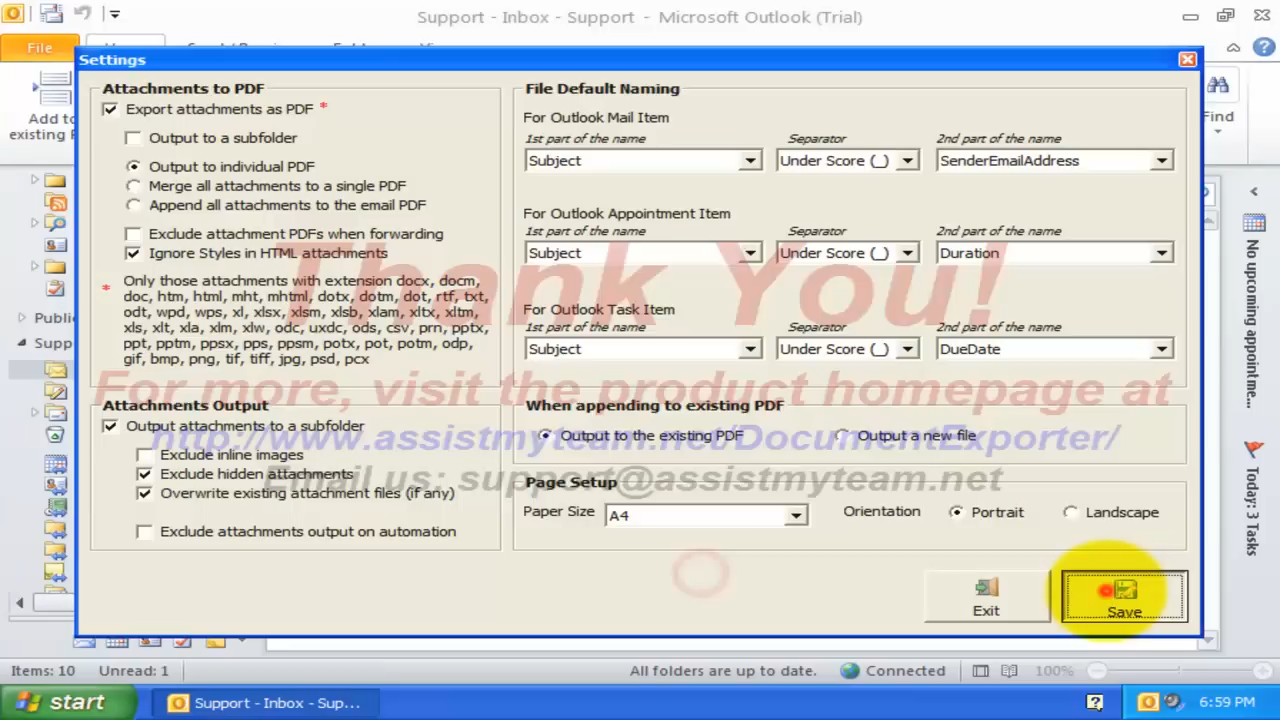 Support - Inbox - Support - Microsoft Outlook (Trial)
File
Add to
existing P
Find
Settings
Attachments to PDF
Export attachments as PDF *
Output to a subfolder
Output to individual PDF
Merge all attachments to a single PDF
Append all attachments to the email PDF
Exclude attachment PDFs when forwarding
Ignore Styles in HTML attachments
* Only those attachments with extension docx, docm,
doc, htm, html, mht, mhtml, dotx, dotm, dot, rtf, txt,
odt, wpd, wps, xl, xlsx, xlsm, xlsb, xlam, xltx, xltm,
xls, xlt, xla, xlm, xlw, odc, uxdc, ods, csv, prn, pptx,
ppt, pptm, ppsx, pps, ppsm, potx, pot, potm, odp,
gif, bmp, png, tif, tiff, jpg, psd, pcx
Attachments Output
Output attachments to a subfolder
Exclude inline images
Exclude hidden attachments
Overwrite existing attachment files (if any)
Exclude attachments output on automation
File Default Naming
For Outlook Mail Item
1st part of the name Separator 2nd part of the name
Subject Under Score (_) SenderEmailAddress
For Outlook Appointment Item
1st part of the name Separator 2nd part of the name
Subject Under Score (_) Duration
For Outlook Task Item
1st part of the name Separator 2nd part of the name
Subject Under Score (_) DueDate
When appending to existing PDF
Output to the existing PDF Output a new file
Page Setup
Paper Size A4 Orientation Portrait Landscape
Exit Save
Thank You!
For more, visit the product homepage at
http://www.assistmyteam.net/DocumentExporter/
Email us: support@assistmyteam.net
Public
Supp
No upcoming appointme...
Today: 3 Tasks
Items: 10 Unread: 1 All folders are up to date. Connected 100%
start Support - Inbox - Sup... 6:59 PM